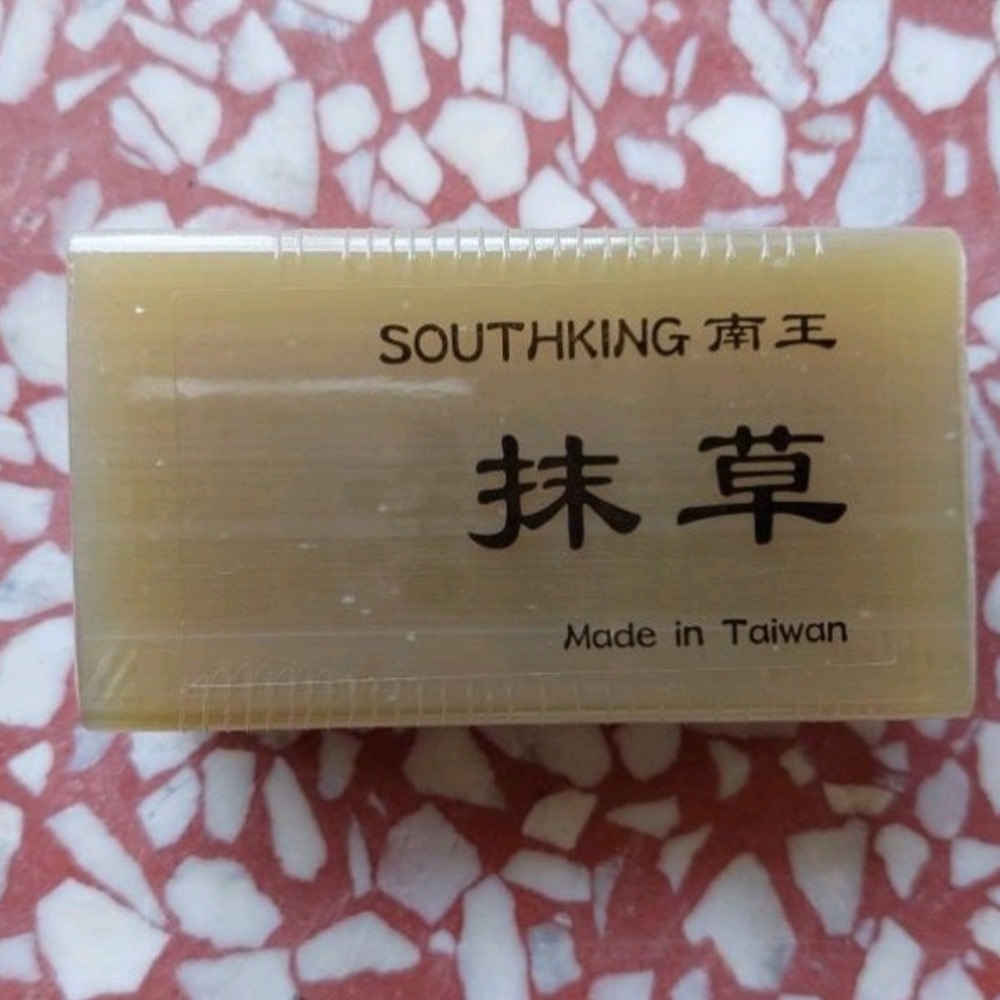 SOUTHKING 南王
抹草
Made in Taiwan